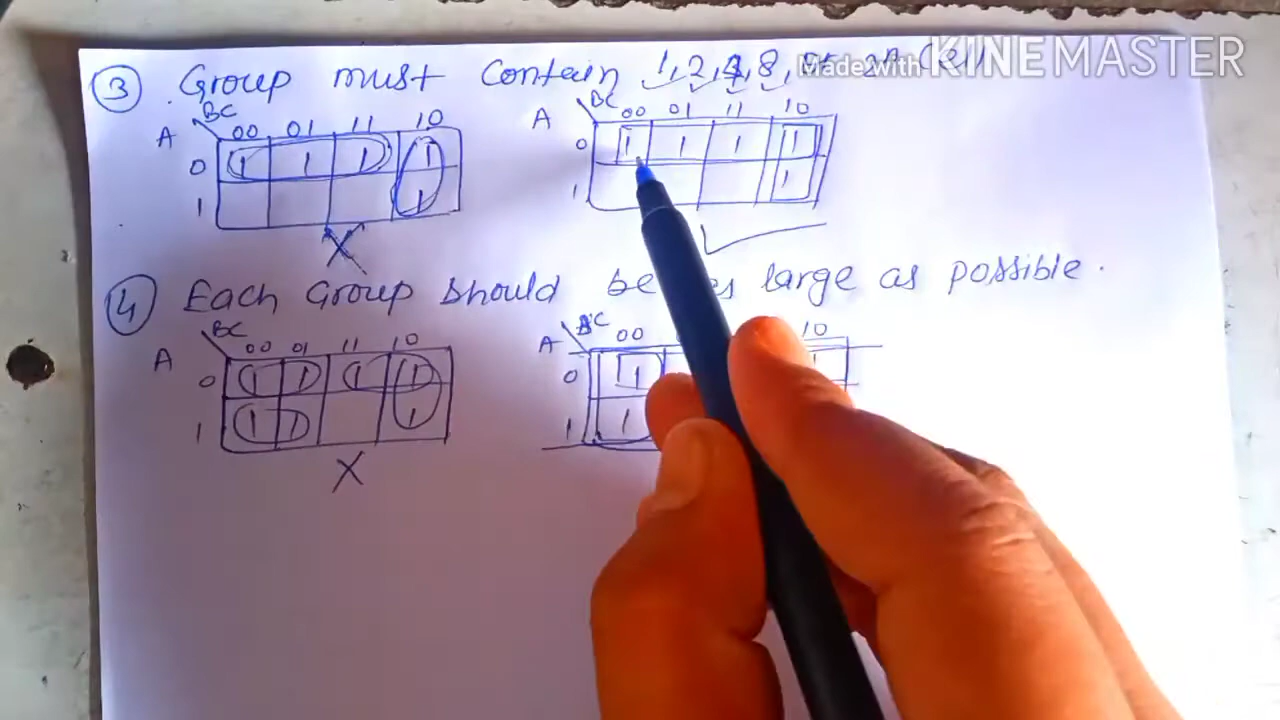 Made with KINEMASTER
③ Group must Contain 1, 2, 4, 8,
BC BC
A 00 01 11 10 A 00 01 11 10
0 1 1 1 1 0 1 1 1 1
1 1 1 1
X ✓
④ Each Group should be as large as possible.
BC BC
A 00 01 11 10 A 00 10
0 1 1 1 1 0 1
1 1 1 1 1 1
X